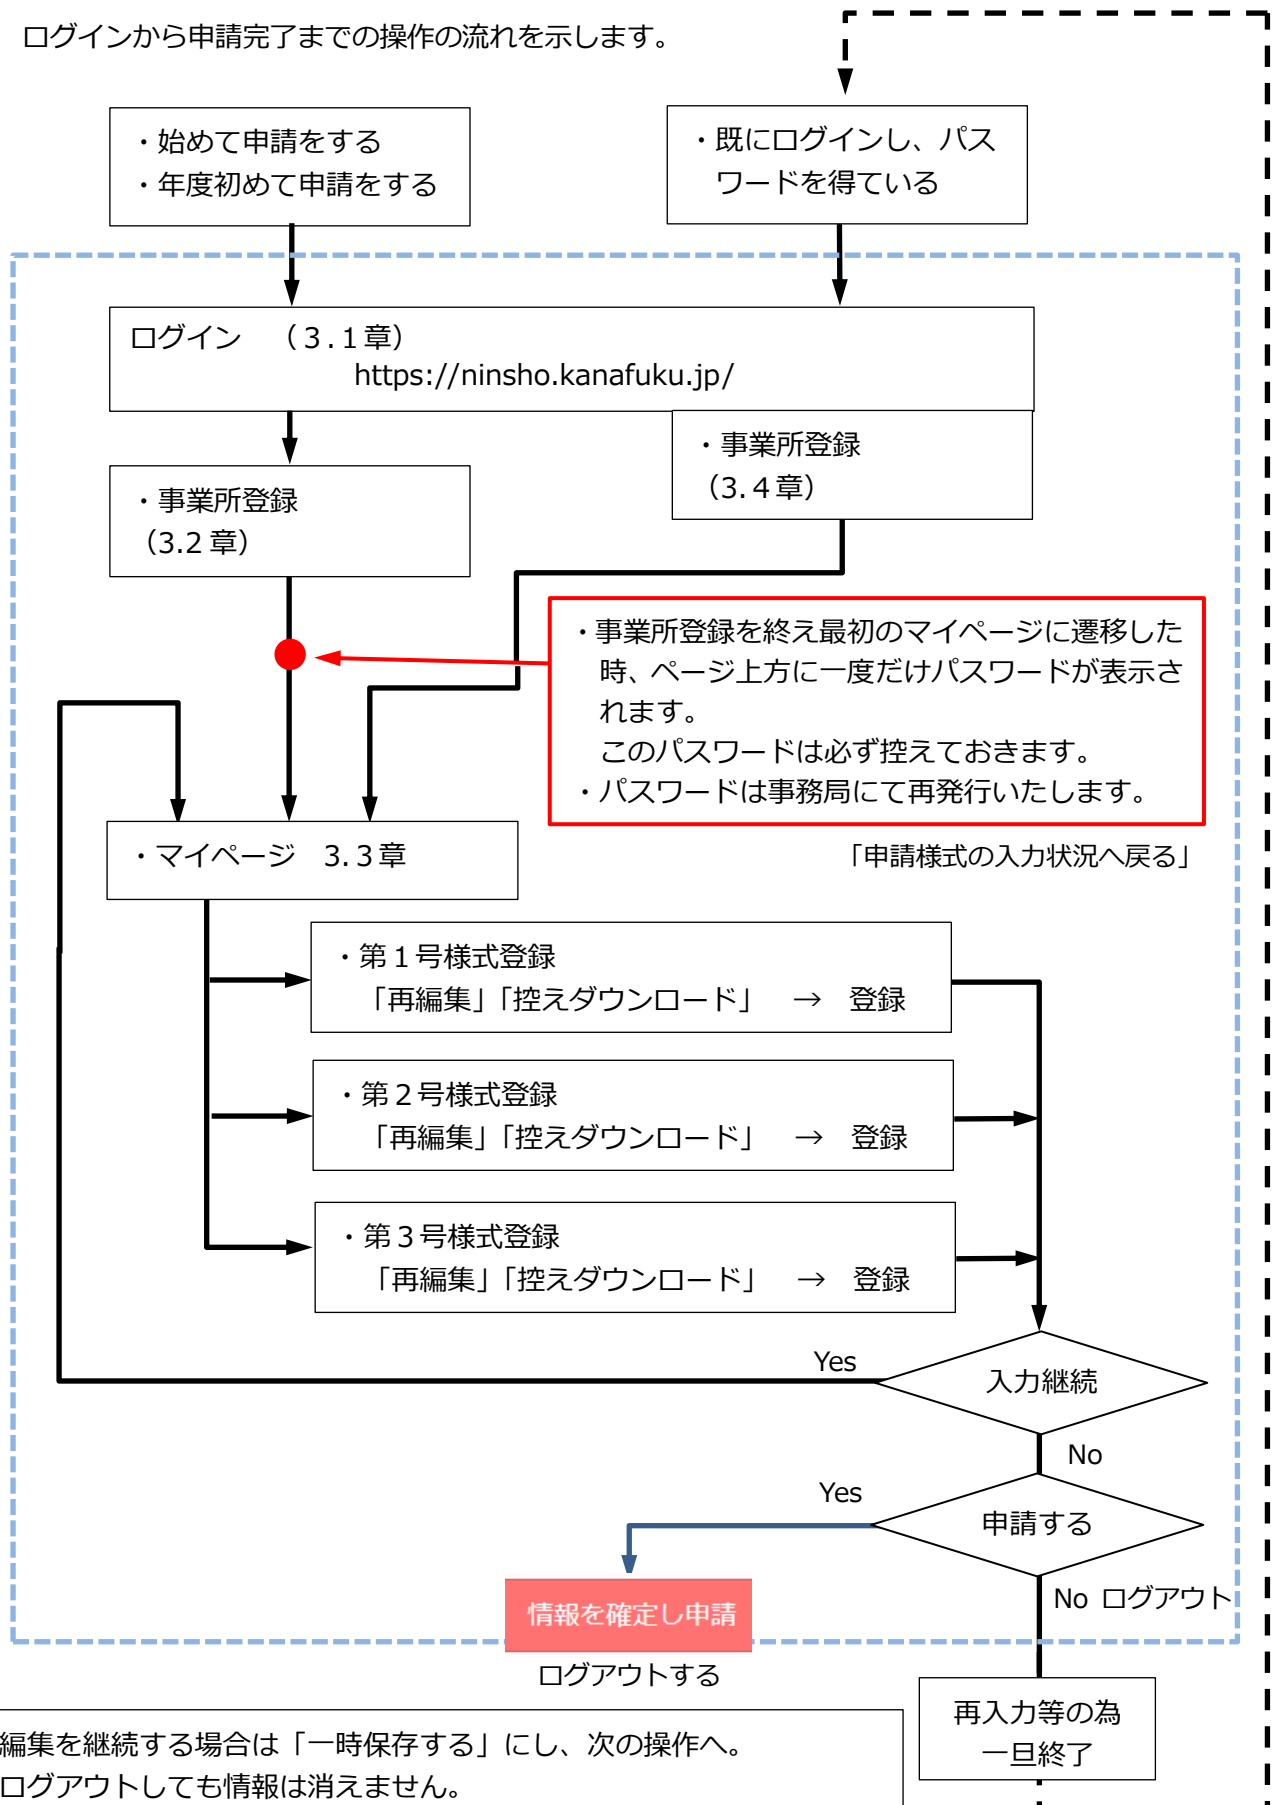 ログインから申請完了までの操作の流れを示します。
・始めて申請をする
・年度初めて申請をする
・既にログインし、パス
ワードを得ている
ログイン　（３.１章）
https://ninsho.kanafuku.jp/
・事業所登録
（3.４章）
・事業所登録
（3.2 章）
・事業所登録を終え最初のマイページに遷移した
時、ページ上方に一度だけパスワードが表示さ
れます。
このパスワードは必ず控えておきます。
・パスワードは事務局にて再発行いたします。
・マイページ　3.３章
「申請様式の入力状況へ戻る」
・第１号様式登録
「再編集」「控えダウンロード」　→　登録
・第２号様式登録
「再編集」「控えダウンロード」　→　登録
・第３号様式登録
「再編集」「控えダウンロード」　→　登録
Yes
入力継続
No
Yes
申請する
No ログアウト
情報を確定し申請
ログアウトする
再入力等の為
一旦終了
編集を継続する場合は「一時保存する」にし、次の操作へ。
ログアウトしても情報は消えません。